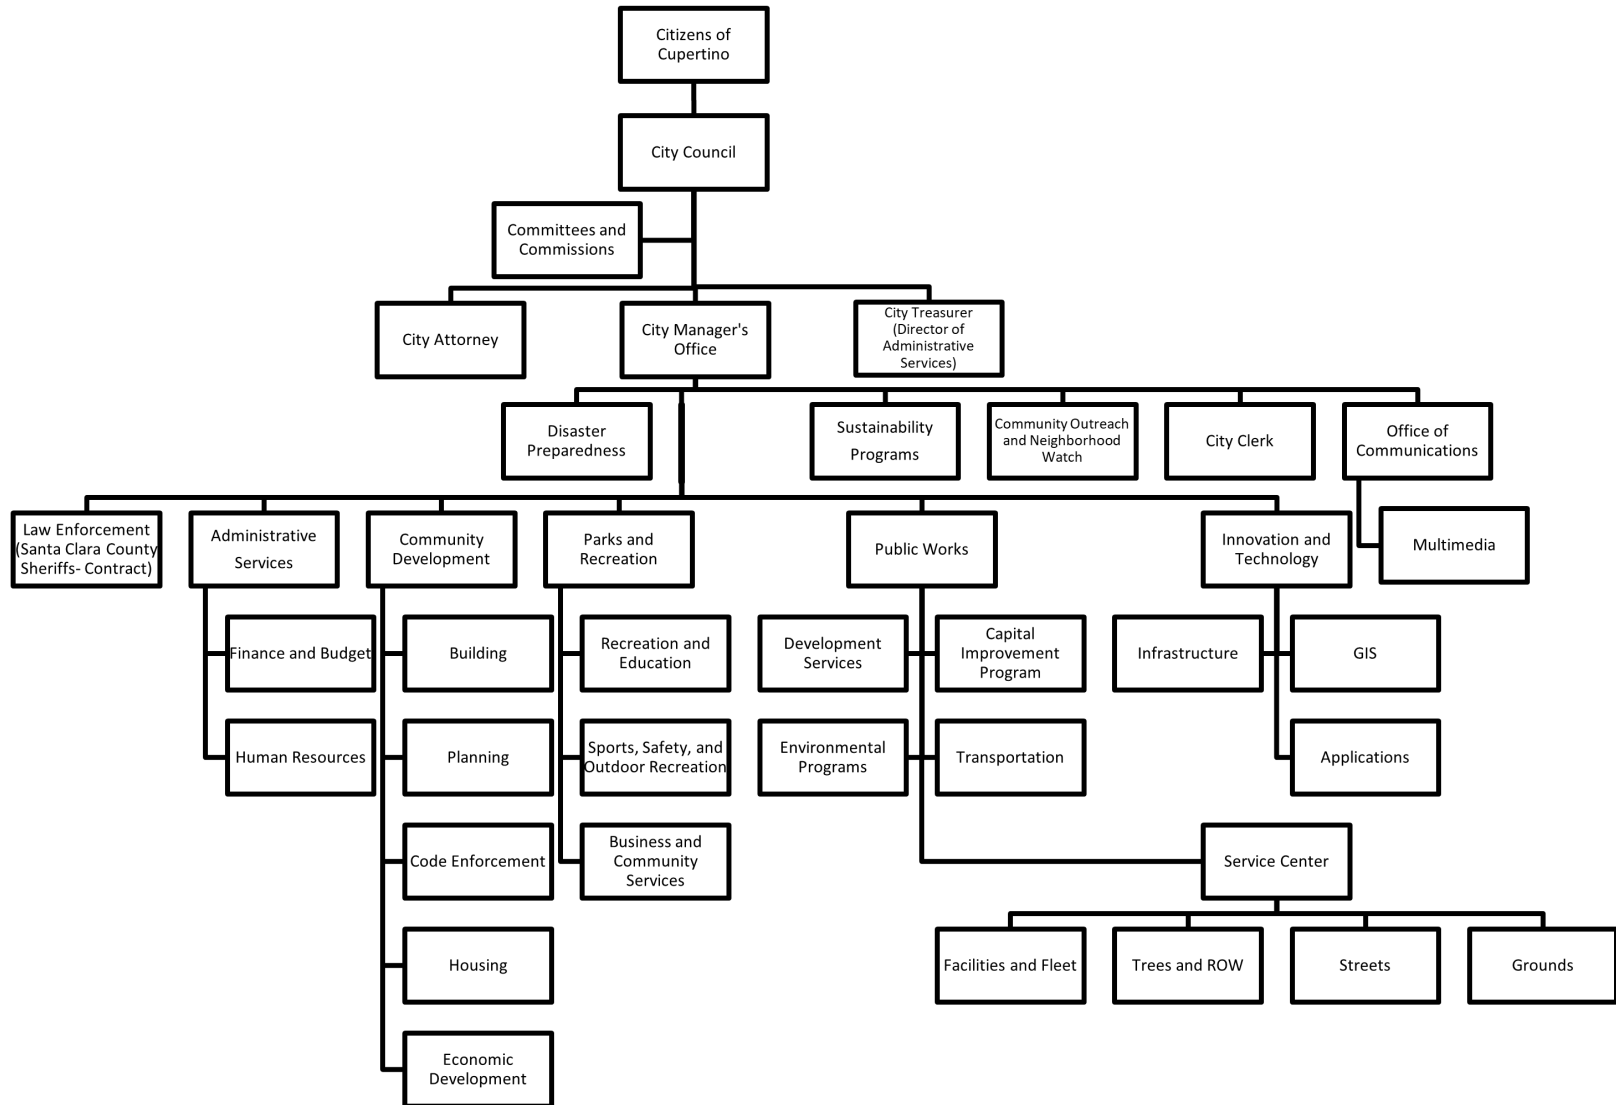 Citizens of
Cupertino
City Council
Committees and
Commissions
City Attorney
City Manager's
Office
City Treasurer
(Director of
Administrative
Services)
Disaster
Preparedness
Sustainability
Programs
Community Outreach
and Neighborhood
Watch
City Clerk
Office of
Communications
Multimedia
Law Enforcement
(Santa Clara County
Sheriffs- Contract)
Administrative
Services
Community
Development
Parks and
Recreation
Public Works
Innovation and
Technology
Finance and Budget
Human Resources
Building
Planning
Code Enforcement
Housing
Economic
Development
Recreation and
Education
Sports, Safety, and
Outdoor Recreation
Business and
Community
Services
Development
Services
Capital
Improvement
Program
Environmental
Programs
Transportation
Infrastructure
GIS
Applications
Service Center
Facilities and Fleet
Trees and ROW
Streets
Grounds